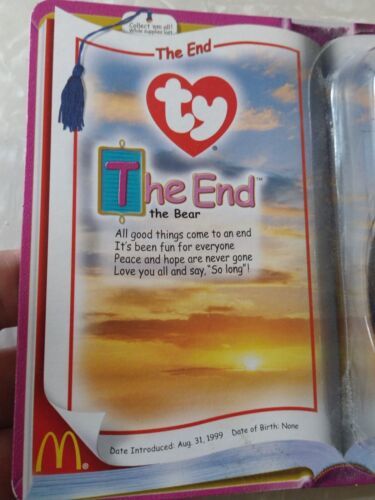 Collect 'em all!
While supplies last.
The End
ty
®
The End™
the Bear
All good things come to an end
It's been fun for everyone
Peace and hope are never gone
Love you all and say, "So long"!
M®
Date Introduced: Aug. 31, 1999 Date of Birth: None